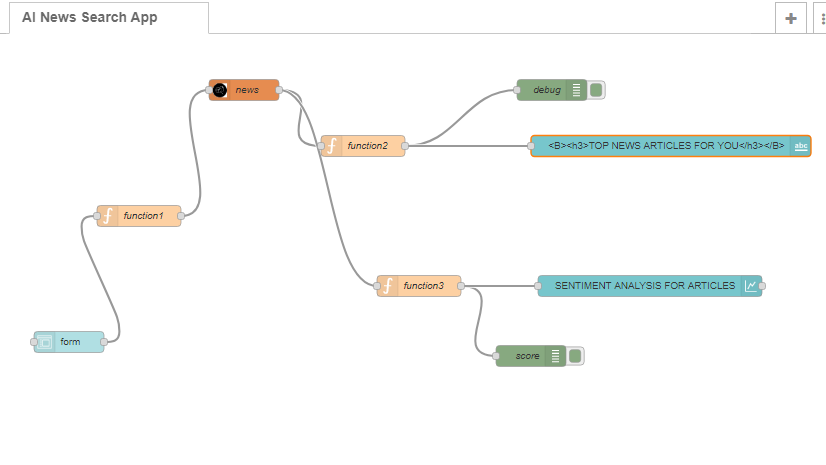 AI News Search App
news
debug
function2
<B><h3>TOP NEWS ARTICLES FOR YOU</h3></B>
abc
function1
function3
SENTIMENT ANALYSIS FOR ARTICLES
form
score